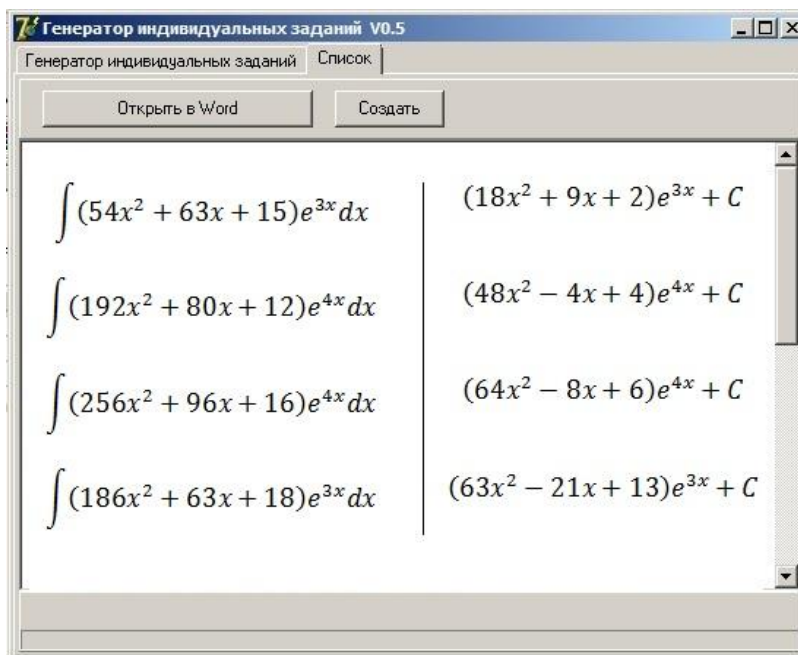 Генератор индивидуальных заданий V0.5
Генератор индивидуальных заданий Список
Открыть в Word Создать
∫(54x² + 63x + 15)e³ˣdx (18x² + 9x + 2)e³ˣ + C
∫(192x² + 80x + 12)e⁴ˣdx (48x² − 4x + 4)e⁴ˣ + C
∫(256x² + 96x + 16)e⁴ˣdx (64x² − 8x + 6)e⁴ˣ + C
∫(186x² + 63x + 18)e³ˣdx (63x² − 21x + 13)e³ˣ + C